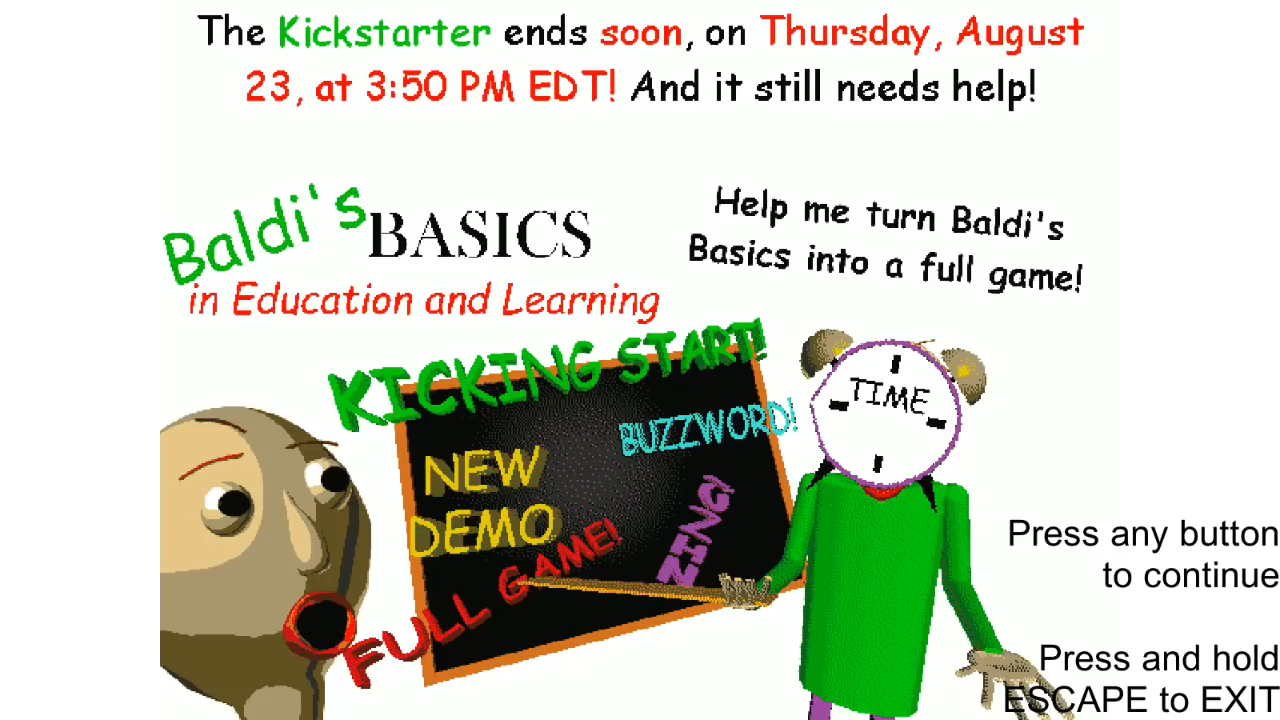 The Kickstarter ends soon, on Thursday, August
23, at 3:50 PM EDT! And it still needs help!
Baldi's BASICS
in Education and Learning
Help me turn Baldi's
Basics into a full game!
KICKING START!
BUZZWORD!
NEW
DEMO
ZING!
FULL GAME!
TIME
Press any button
to continue
Press and hold
ESCAPE to EXIT